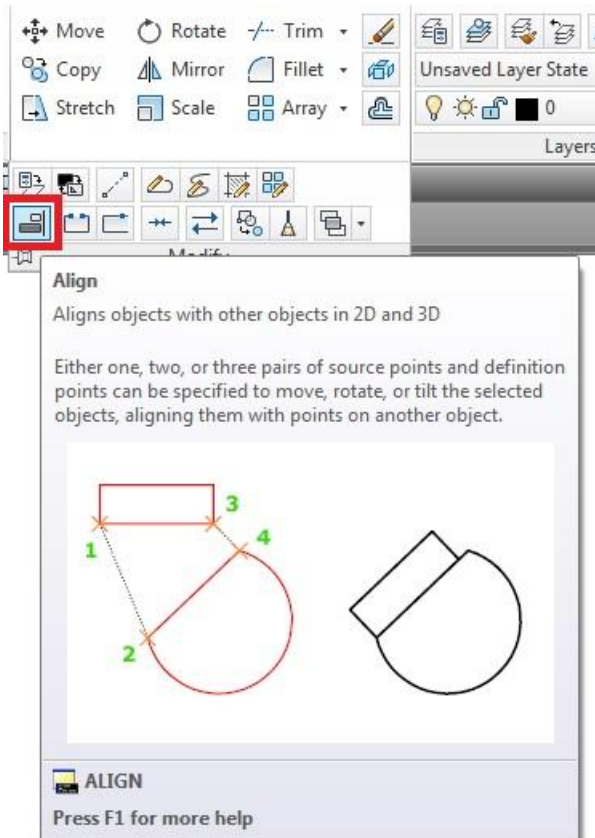 Move Rotate Trim
Copy Mirror Fillet Unsaved Layer State
Stretch Scale Array 0
Layers
Modify
Align
Aligns objects with other objects in 2D and 3D
Either one, two, or three pairs of source points and definition
points can be specified to move, rotate, or tilt the selected
objects, aligning them with points on another object.
3
1
4
2
ALIGN
Press F1 for more help